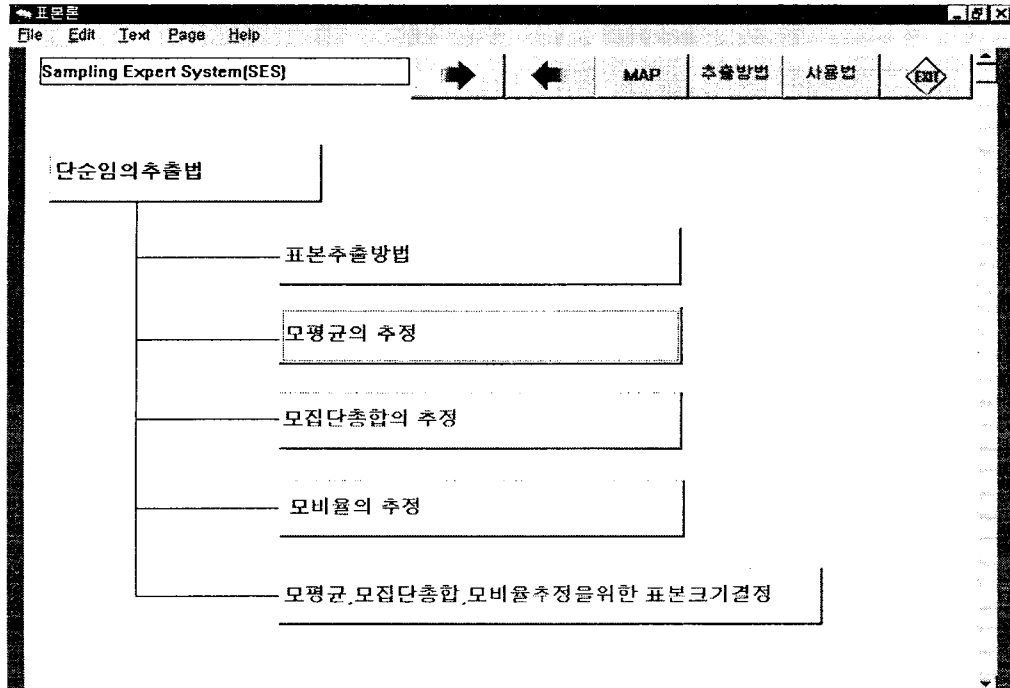 표본론
File Edit Text Page Help
Sampling Expert System(SES) MAP 추출방법 사용법 EXIT
단순임의추출법
표본추출방법
모평균의 추정
모집단총합의 추정
모비율의 추정
모평균,모집단총합,모비율추정을위한 표본크기결정